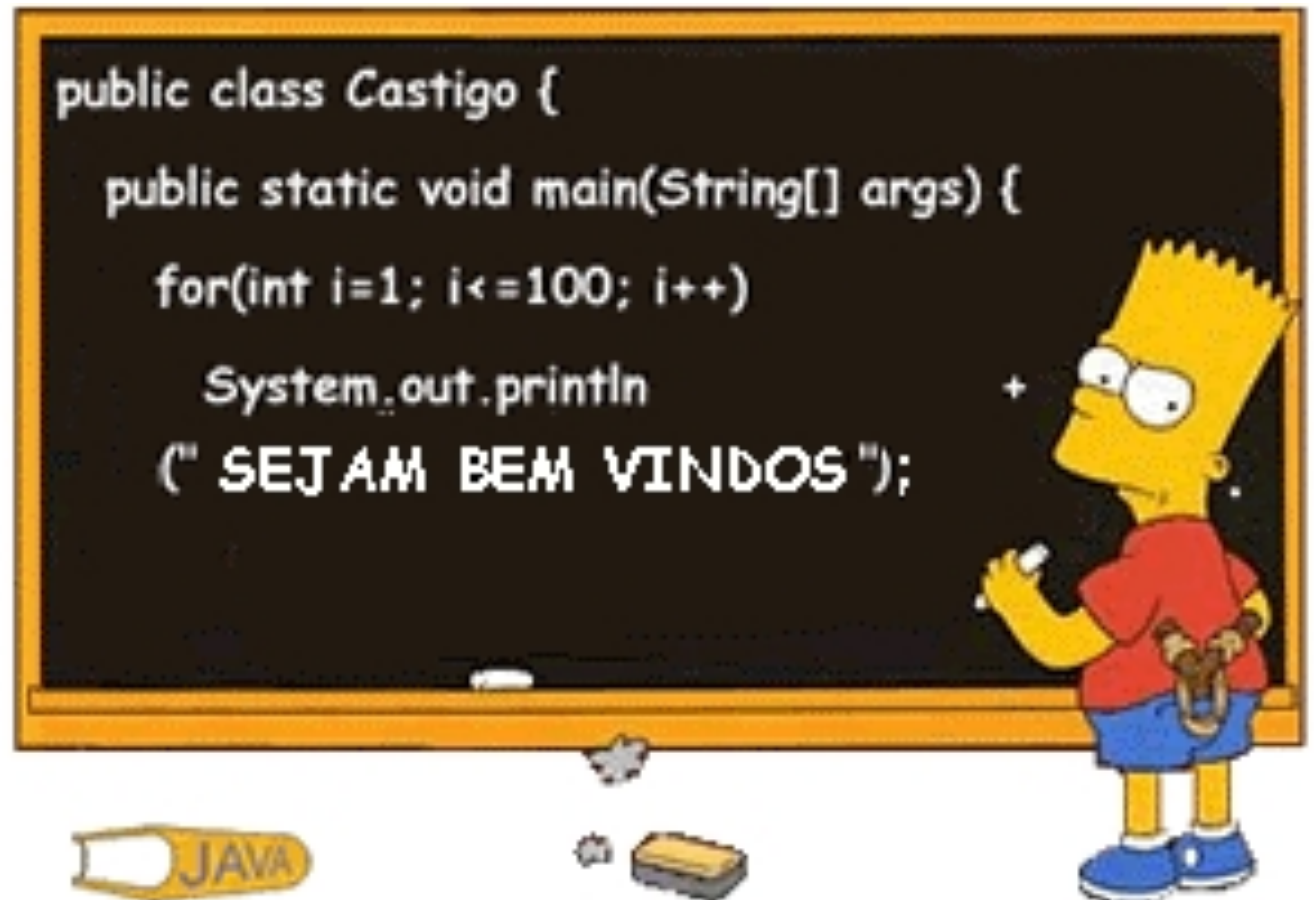 public class Castigo {
public static void main(String[] args) {
for(int i=1; i<=100; i++)
System.out.println +
(" SEJAM BEM VINDOS ");
JAVA